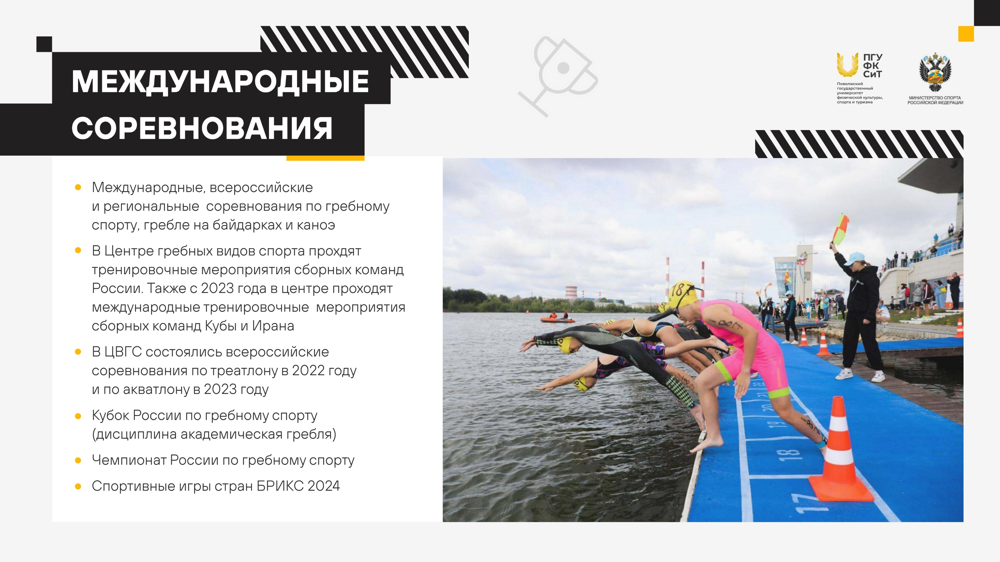 МЕЖДУНАРОДНЫЕ
СОРЕВНОВАНИЯ
ПГУ
ФК
СиТ
Поволжский
государственный
университет
физической культуры,
спорта и туризма
МИНИСТЕРСТВО СПОРТА
РОССИЙСКОЙ ФЕДЕРАЦИИ
Международные, всероссийские
и региональные соревнования по гребному
спорту, гребле на байдарках и каноэ
В Центре гребных видов спорта прохдят
тренировочные мероприятия сборных команд
России. Также с 2023 года в центре проходят
международные тренировочные мероприятия
сборных команд Кубы и Ирана
В ЦВГС состоялись всероссийские
соревнования по треатлону в 2022 году
и по акватлону в 2023 году
Кубок России по гребному спорту
(дисциплина академическая гребля)
Чемпионат России по гребному спорту
Спортивные игры стран БРИКС 2024
187
187
187
20
19
18
17